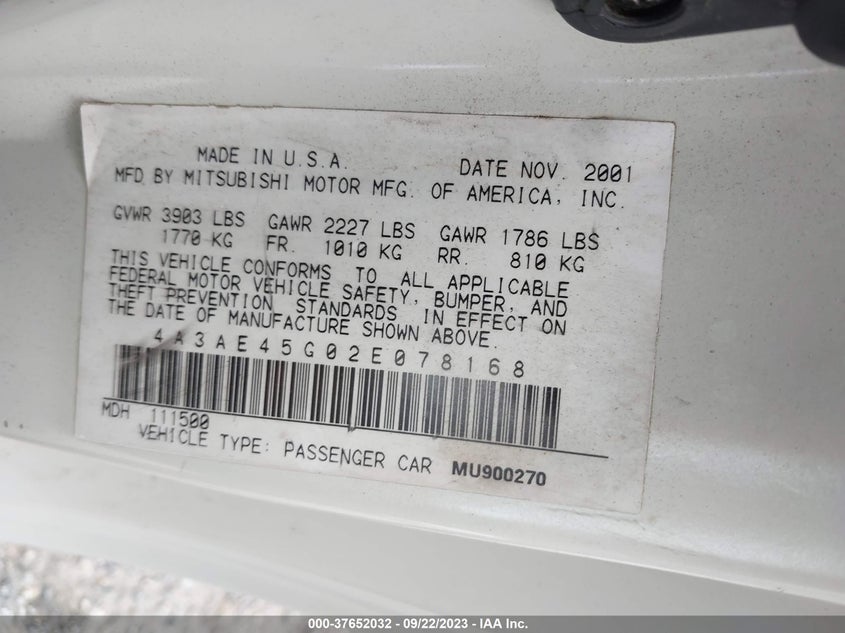 MADE IN U.S.A. DATE NOV. 2001
MFD BY MITSUBISHI MOTOR MFG. OF AMERICA, INC.
GVWR 3903 LBS GAWR 2227 LBS GAWR 1786 LBS
1770 KG FR. 1010 KG RR. 810 KG
THIS VEHICLE CONFORMS TO ALL APPLICABLE
FEDERAL MOTOR VEHICLE SAFETY, BUMPER, AND
THEFT PREVENTION STANDARDS IN EFFECT ON
THE DATE OF MANUFACTURE SHOWN ABOVE.
4A3AE45G02E078168
MDH 111500
VEHICLE TYPE: PASSENGER CAR MU900270
000-37652032 - 09/22/2023 - IAA Inc.